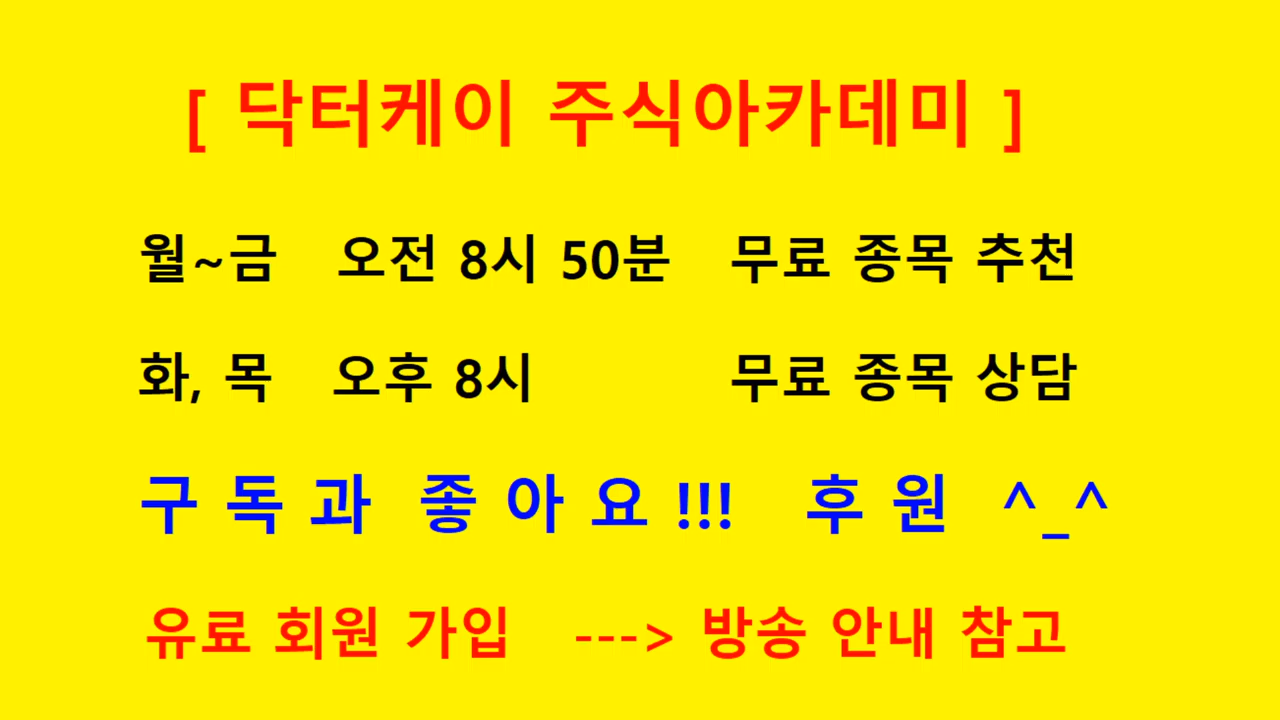 [ 닥터케이 주식아카데미 ]
월~금 오전 8시 50분 무료 종목 추천
화, 목 오후 8시 무료 종목 상담
구 독 과 좋 아 요 !!! 후 원 ^_^
유료 회원 가입 ---> 방송 안내 참고